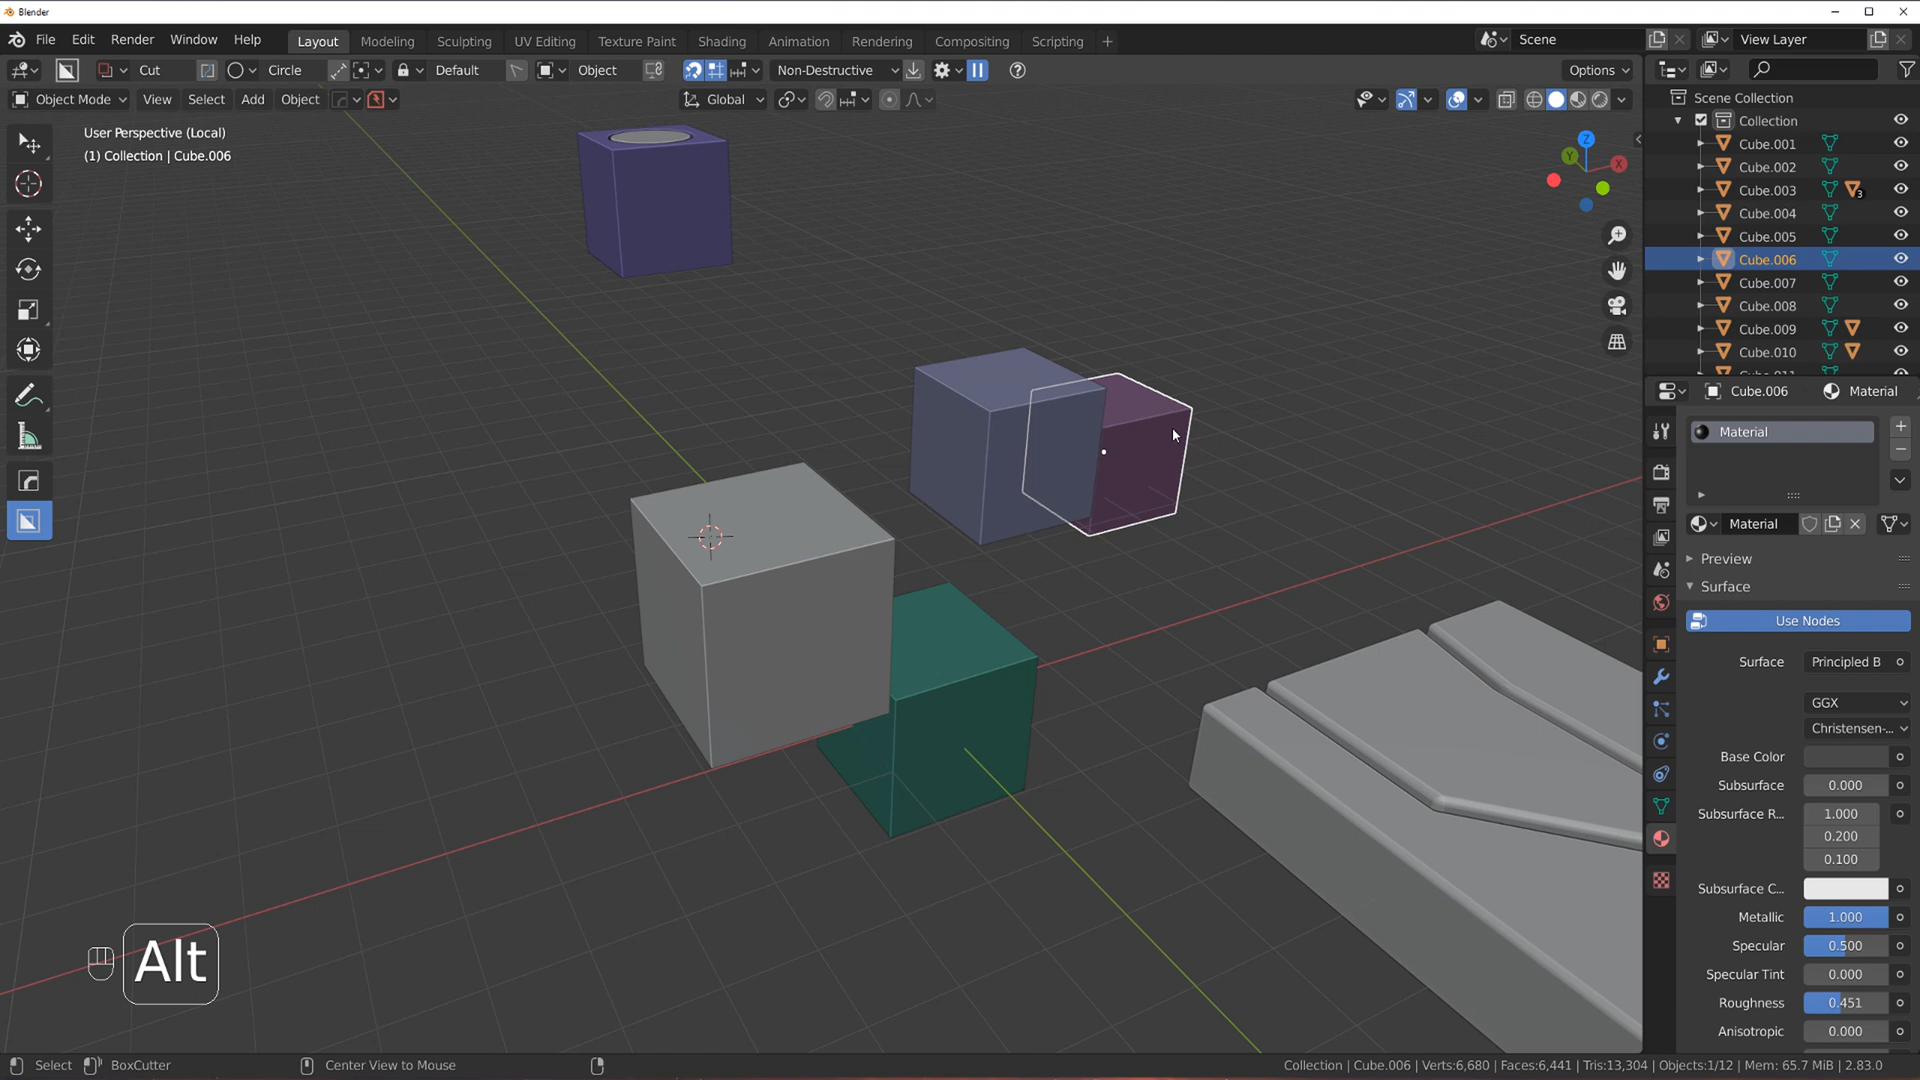 Blender
File Edit Render Window Help Layout Modeling Sculpting UV Editing Texture Paint Shading Animation Rendering Compositing Scripting + Scene View Layer
Cut Circle Default Object Non-Destructive Options
Object Mode View Select Add Object Global
User Perspective (Local)
(1) Collection | Cube.006
Z
Y
X
Scene Collection
Collection
Cube.001
Cube.002
Cube.003 3
Cube.004
Cube.005
Cube.006
Cube.007
Cube.008
Cube.009
Cube.010
Cube.006 Material
Material
Material
Preview
Surface
Use Nodes
Surface Principled B
GGX
Christensen-...
Base Color
Subsurface 0.000
Subsurface R... 1.000
0.200
0.100
Subsurface C...
Metallic 1.000
Specular 0.500
Specular Tint 0.000
Roughness 0.451
Anisotropic 0.000
Alt
Select BoxCutter Center View to Mouse Collection | Cube.006 | Verts:6,680 | Faces:6,441 | Tris:13,304 | Objects:1/12 | Mem: 65.7 MiB | 2.83.0